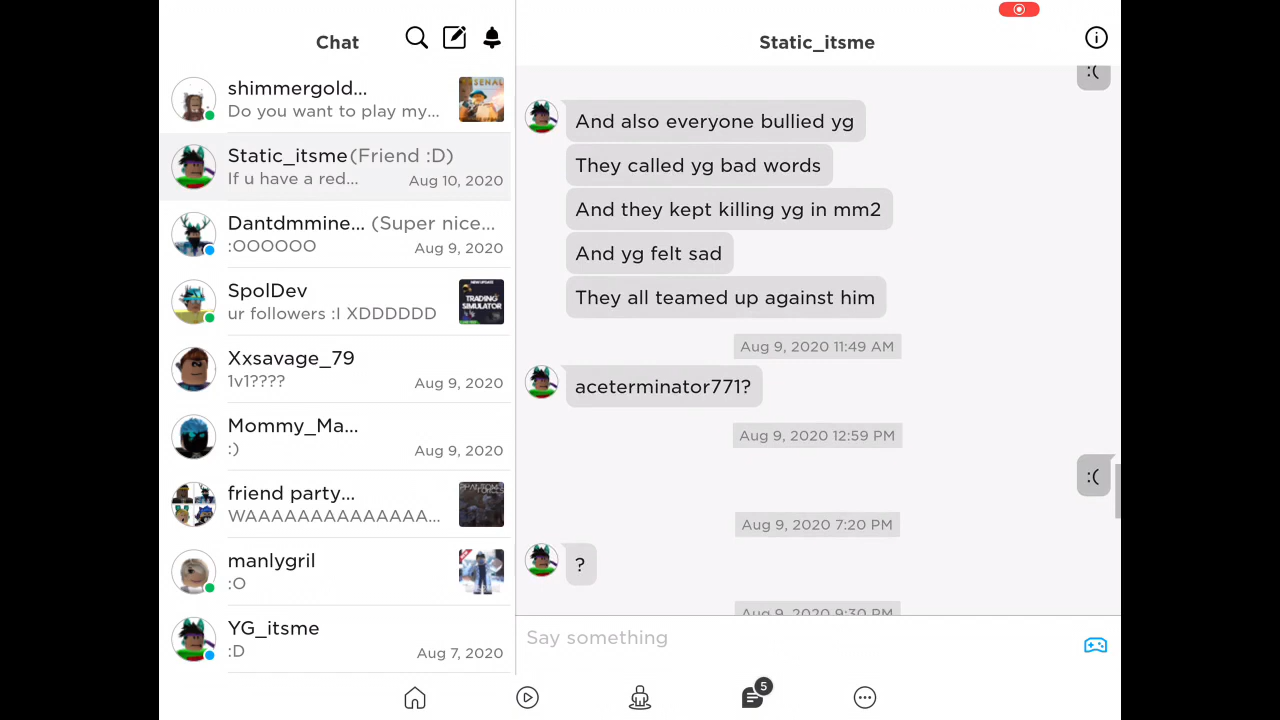 Chat
shimmergold...
Do you want to play my...
Static_itsme(Friend :D)
If u have a red...
Aug 10, 2020
Dantdmmine... (Super nice...
:OOOOOO
Aug 9, 2020
SpolDev
ur followers :I XDDDDDD
TRADING
SIMULATOR
Xxsavage_79
1v1????
Aug 9, 2020
Mommy_Ma...
:)
Aug 9, 2020
friend party...
WAAAAAAAAAAAAA...
manlygril
:O
YG_itsme
:D
Aug 7, 2020
Static_itsme
:(
And also everyone bullied yg
They called yg bad words
And they kept killing yg in mm2
And yg felt sad
They all teamed up against him
Aug 9, 2020 11:49 AM
aceterminator771?
Aug 9, 2020 12:59 PM
:(
Aug 9, 2020 7:20 PM
?
Aug 9, 2020 9:30 PM
Say something
5